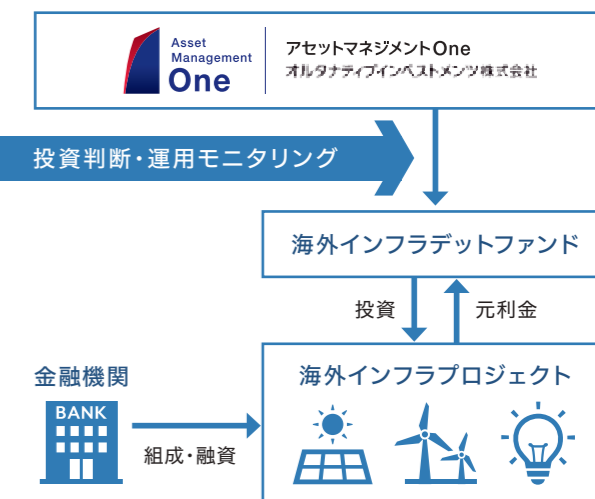 Asset
Management
One
アセットマネジメントOne
オルタナティブインベストメンツ株式会社
投資判断・運用モニタリング
海外インフラデットファンド
投資
元利金
金融機関
海外インフラプロジェクト
BANK
組成・融資